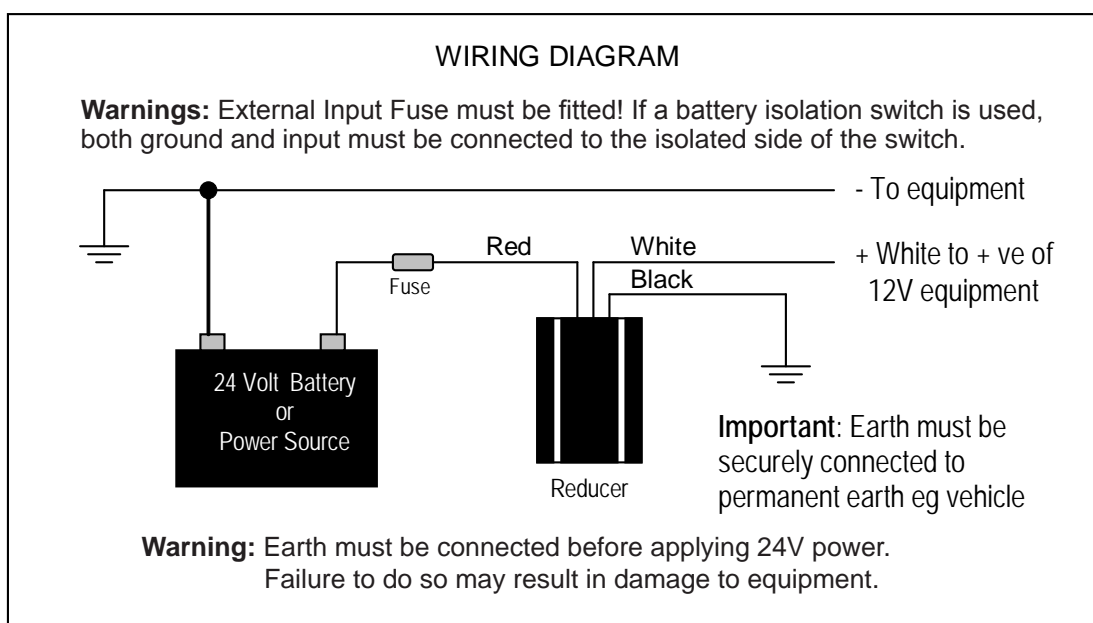 WIRING DIAGRAM
Warnings: External Input Fuse must be fitted! If a battery isolation switch is used,
both ground and input must be connected to the isolated side of the switch.
- To equipment
Red
White
+ White to + ve of
12V equipment
Fuse
Black
24 Volt Battery
or
Power Source
Reducer
Important: Earth must be
securely connected to
permanent earth eg vehicle
Warning: Earth must be connected before applying 24V power.
Failure to do so may result in damage to equipment.